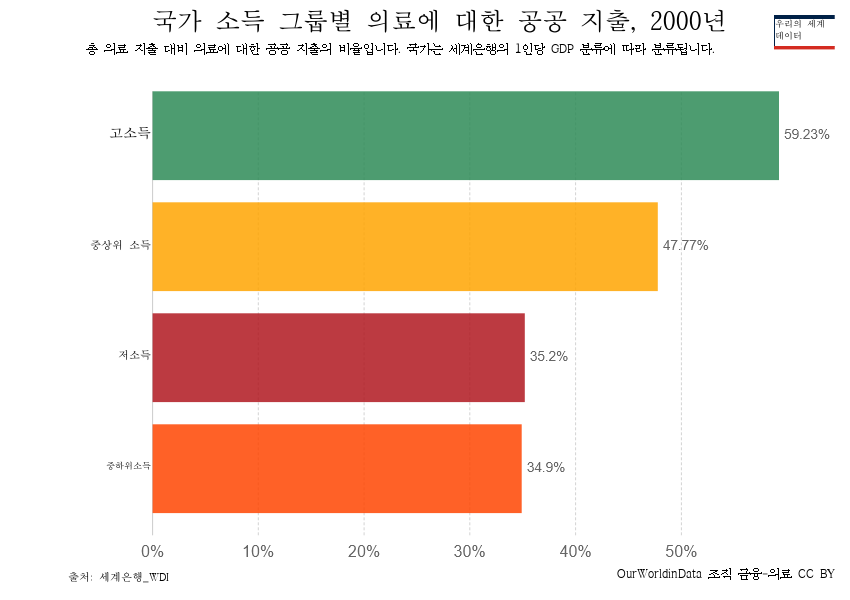 국가 소득 그룹별 의료에 대한 공공 지출, 2000년
우리의 세계
데이터
총 의료 지출 대비 의료에 대한 공공 지출의 비율입니다. 국가는 세계은행의 1인당 GDP 분류에 따라 분류됩니다.
고소득
59.23%
중상위 소득
47.77%
저소득
35.2%
중하위소득
34.9%
0% 10% 20% 30% 40% 50%
출처: 세계은행_WDI
OurWorldinData 조직 금융-의료 CC BY